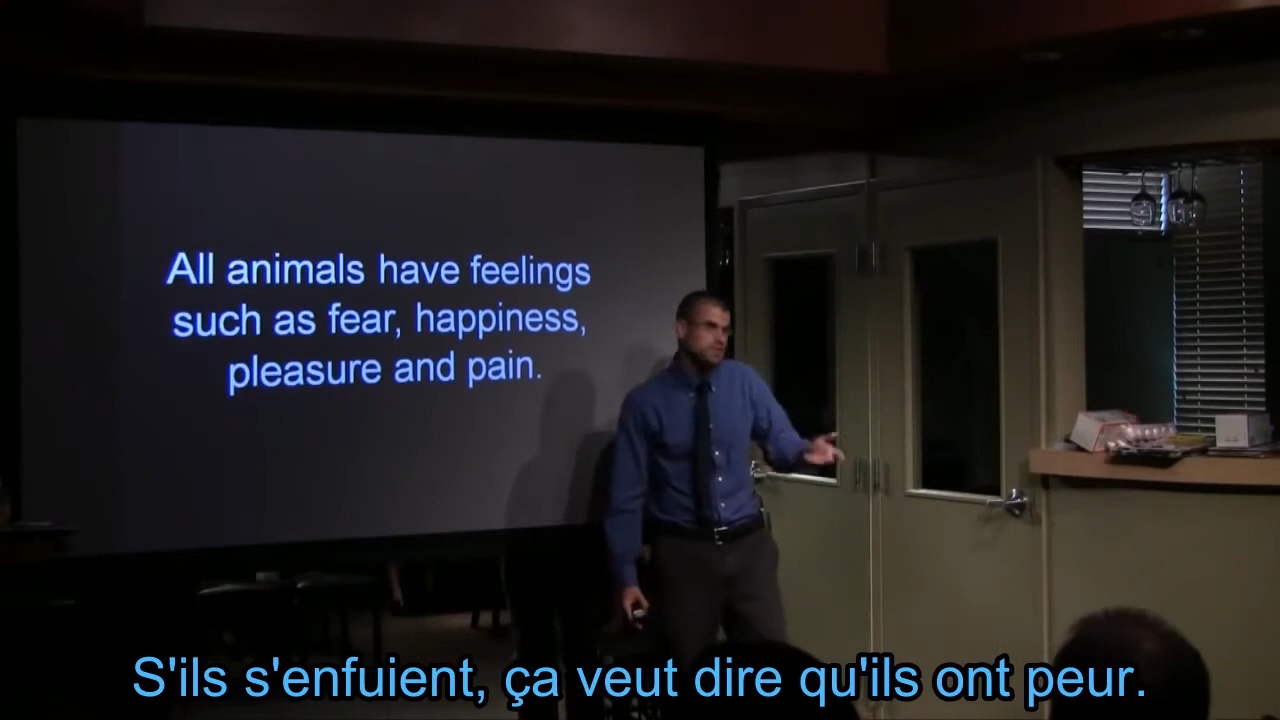 All animals have feelings
such as fear, happiness,
pleasure and pain.
S'ils s'enfuient, ça veut dire qu'ils ont peur.